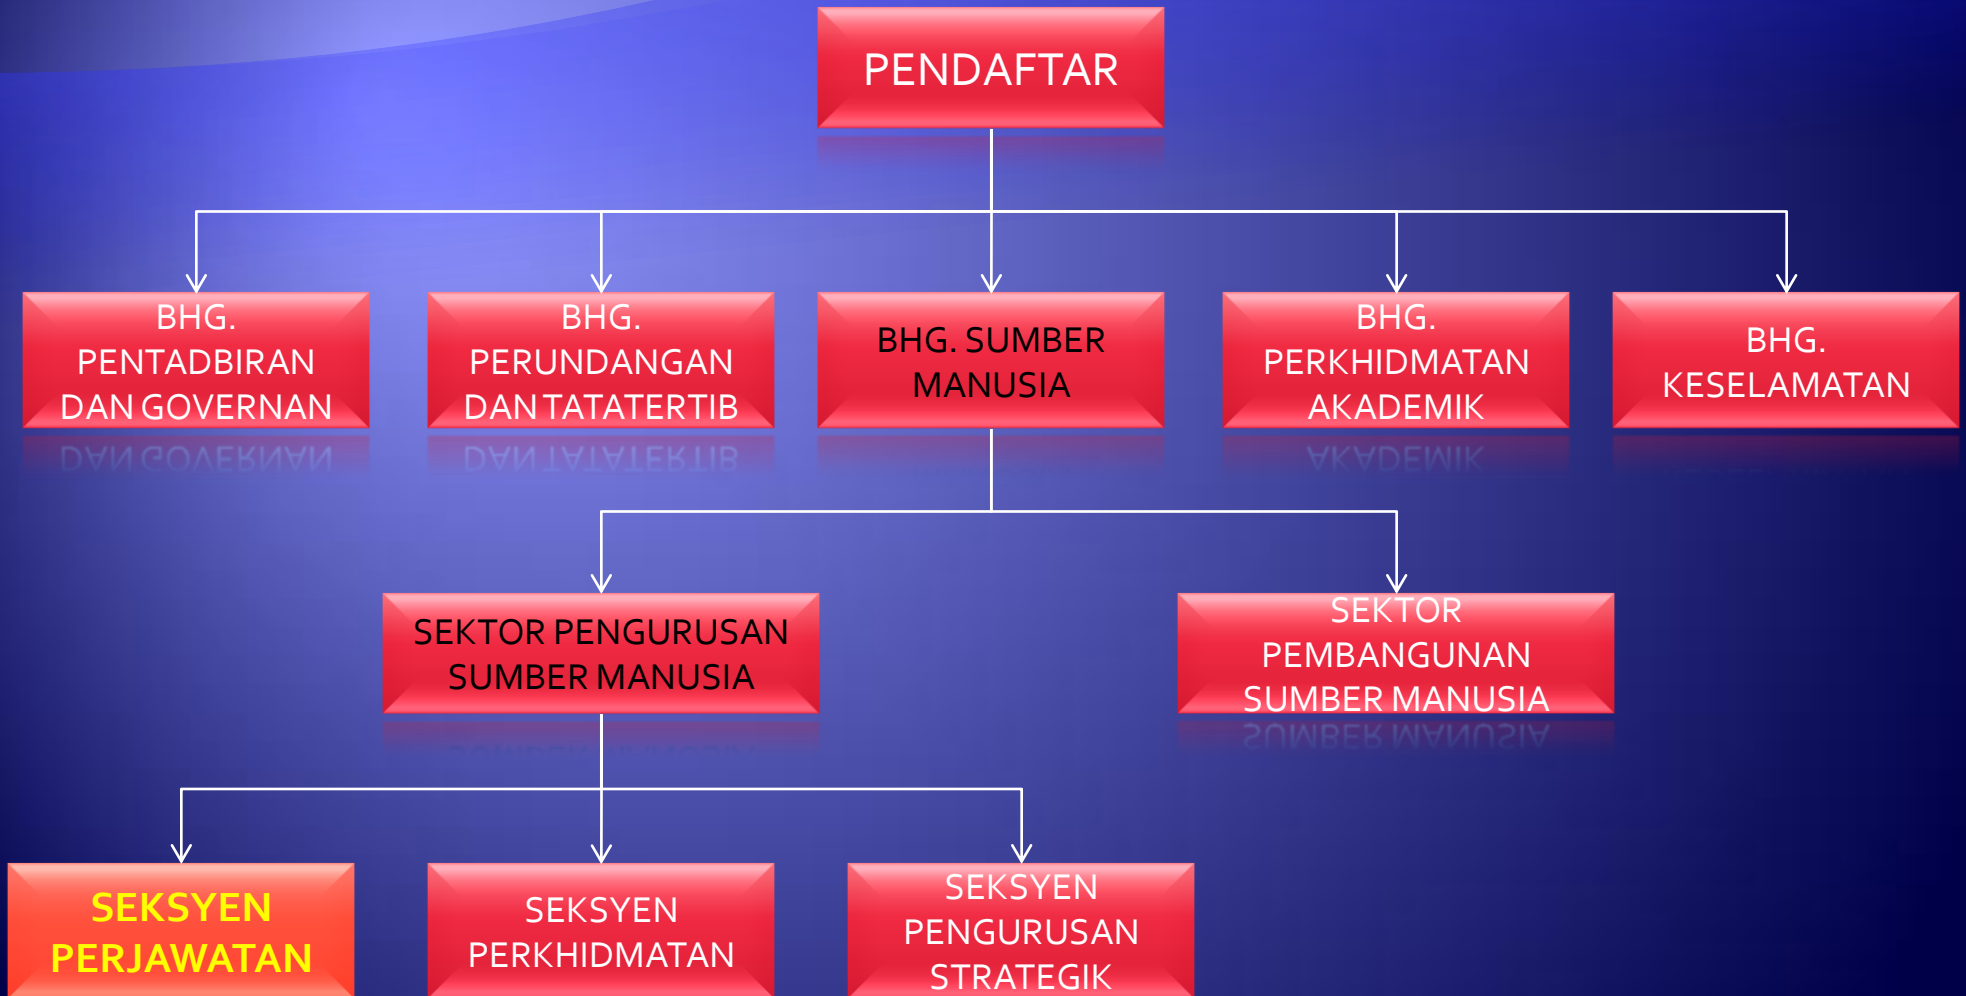 PENDAFTAR
BHG.
PENTADBIRAN
DAN GOVERNAN
BHG.
PERUNDANGAN
DAN TATATERTIB
BHG. SUMBER
MANUSIA
BHG.
PERKHIDMATAN
AKADEMIK
BHG.
KESELAMATAN
SEKTOR PENGURUSAN
SUMBER MANUSIA
SEKTOR
PEMBANGUNAN
SUMBER MANUSIA
SEKSYEN
PERJAWATAN
SEKSYEN
PERKHIDMATAN
SEKSYEN
PENGURUSAN
STRATEGIK